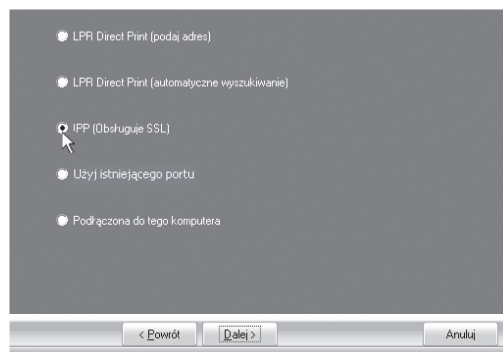 LPR Direct Print (podaj adres)
LPR Direct Print (automatyczne wyszukiwanie)
IPP (Obsługuje SSL)
Użyj istniejącego portu
Podłączona do tego komputera
< Powrót Dalej > Anuluj